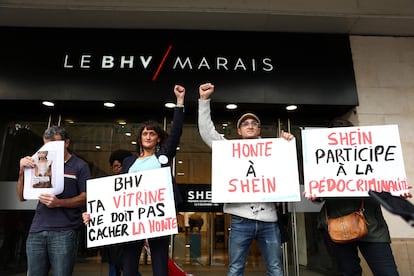 LE BHV / MARAIS
BHV
TA VITRINE
NE DOIT PAS
CACHER
LA HONTE
SHE
HONTE
À
SHEIN
SHEIN
PARTICIPE
À LA
PÉDOCRIMINALITÉ